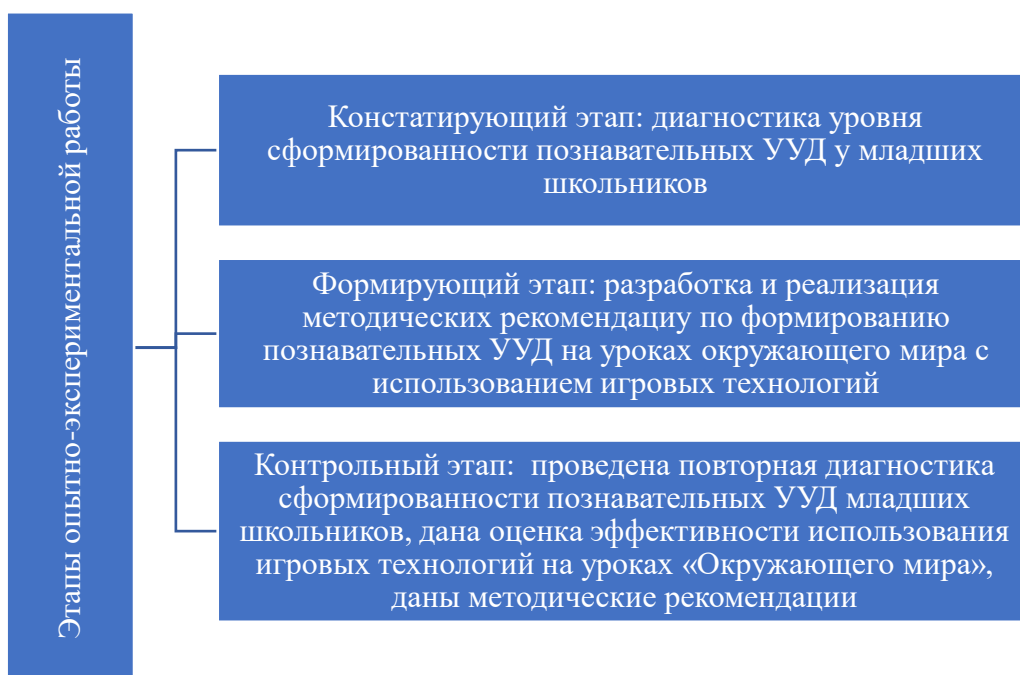 Этапы опытно-экспериментальной работы
Констатирующий этап: диагностика уровня
сформированности познавательных УУД у младших
школьников
Формирующий этап: разработка и реализация
методических рекомендациу по формированию
познавательных УУД на уроках окружающего мира с
использованием игровых технологий
Контрольный этап:  проведена повторная диагностика
сформированности познавательных УУД младших
школьников, дана оценка эффективности использования
игровых технологий на уроках «Окружающего мира»,
даны методические рекомендации